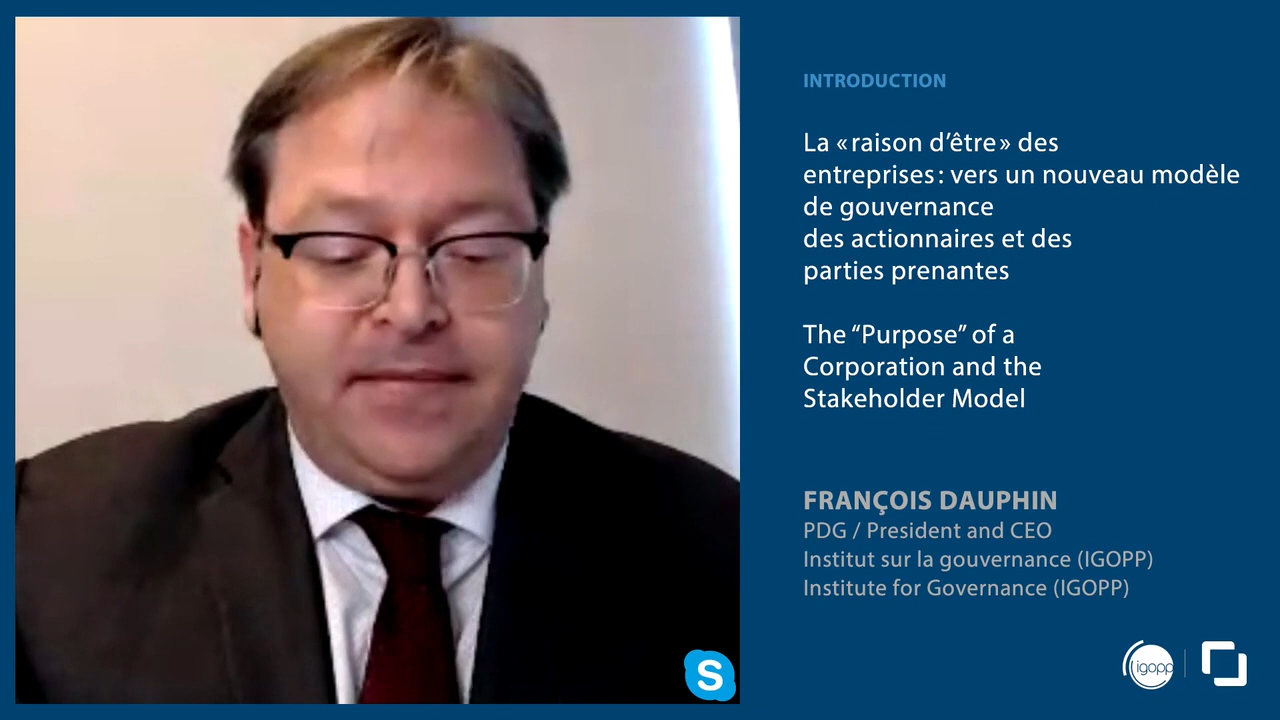 INTRODUCTION
La « raison d’être » des
entreprises : vers un nouveau modèle
de gouvernance
des actionnaires et des
parties prenantes
The “Purpose” of a
Corporation and the
Stakeholder Model
FRANÇOIS DAUPHIN
PDG / President and CEO
Institut sur la gouvernance (IGOPP)
Institute for Governance (IGOPP)
S
igopp